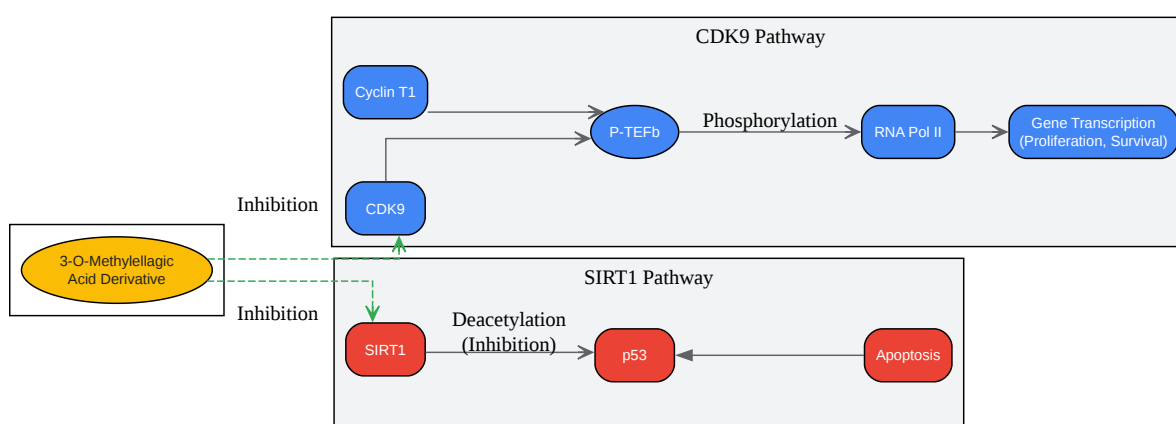 CDK9 Pathway
Cyclin T1
P-TEFb
Phosphorylation
RNA Pol II
Gene Transcription
(Proliferation, Survival)
CDK9
Inhibition
3-O-Methylellagic
Acid Derivative
Inhibition
SIRT1 Pathway
SIRT1
Deacetylation
(Inhibition)
p53
Apoptosis